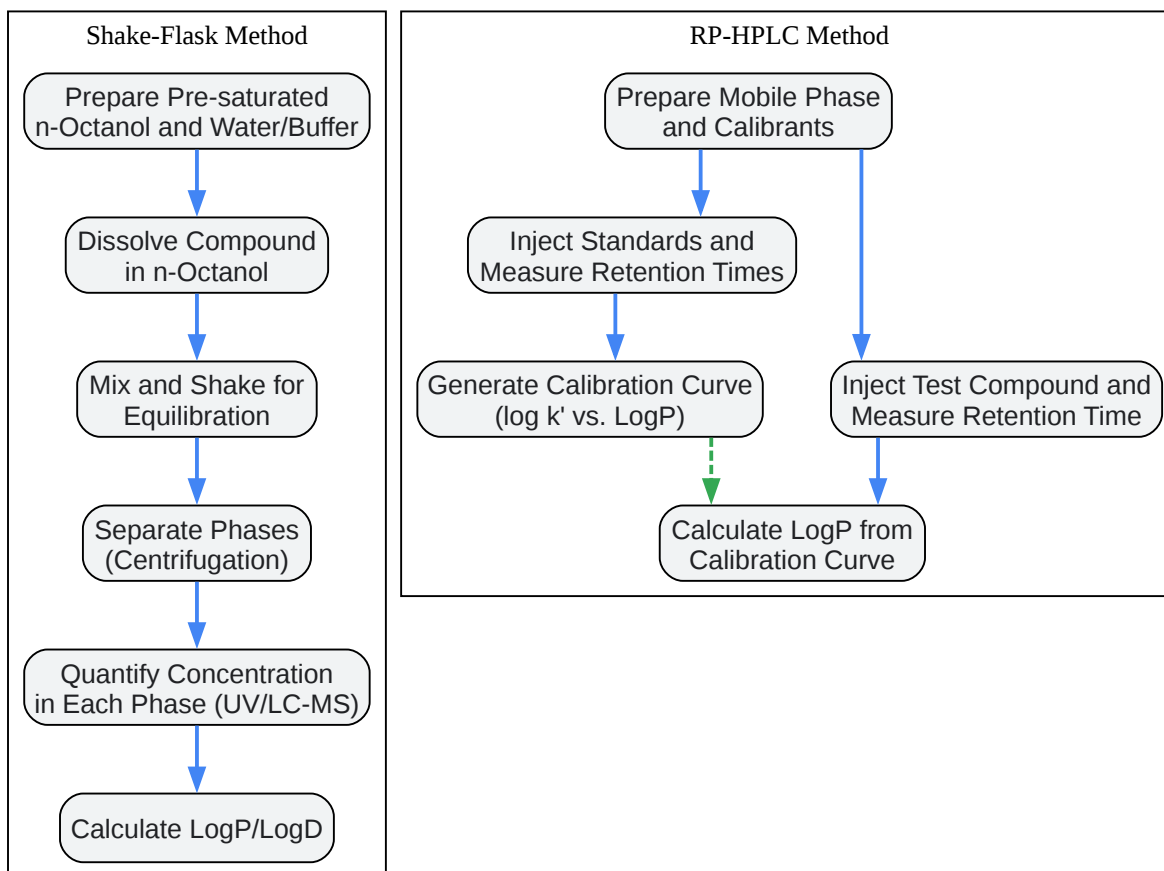 Shake-Flask Method
Prepare Pre-saturated
n-Octanol and Water/Buffer
Dissolve Compound
in n-Octanol
Mix and Shake for
Equilibration
Separate Phases
(Centrifugation)
Quantify Concentration
in Each Phase (UV/LC-MS)
Calculate LogP/LogD
RP-HPLC Method
Prepare Mobile Phase
and Calibrants
Inject Standards and
Measure Retention Times
Generate Calibration Curve
(log k' vs. LogP)
Inject Test Compound and
Measure Retention Time
Calculate LogP from
Calibration Curve